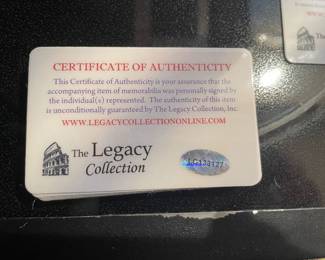 CERTIFICATE OF AUTHENTICITY
This Certificate of Authenticity is your assurance that the
accompanying item of memorabilia was personally signed by
the individual(s) represented. The authenticity of this item
is unconditionally guaranteed by The Legacy Collection, Inc.
WWW.LEGACYCOLLECTIONONLINE.COM
The Legacy
Collection